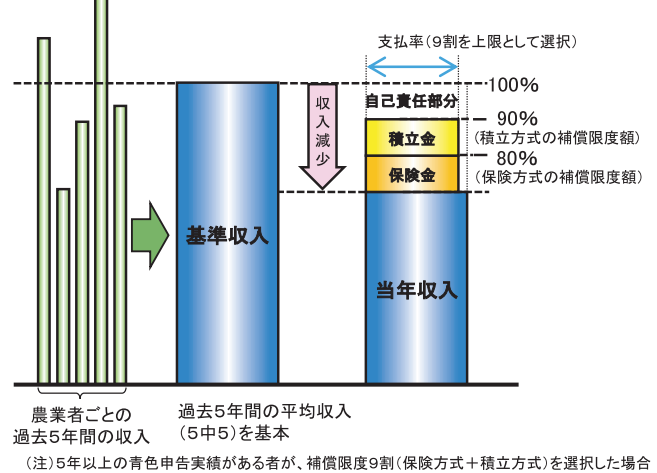 支払率（９割を上限として選択）
100%
自己責任部分
収入減少
90%
（積立方式の補償限度額）
積立金
80%
（保険方式の補償限度額）
保険金
基準収入
当年収入
農業者ごとの
過去５年間の収入
過去５年間の平均収入
（５中５）を基本
（注）５年以上の青色申告実績がある者が、補償限度９割（保険方式＋積立方式）を選択した場合